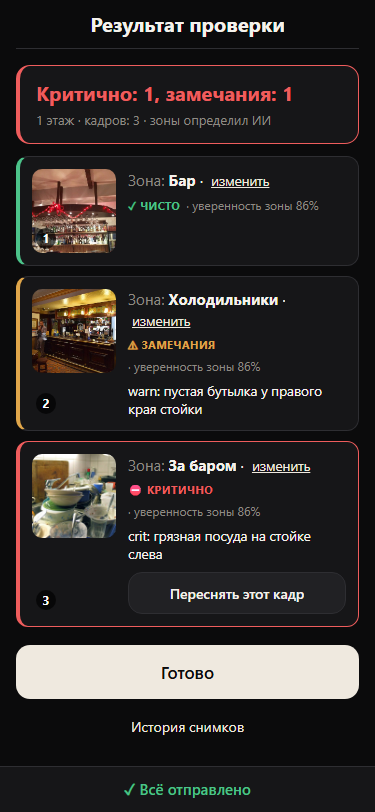 Результат проверки
Критично: 1, замечания: 1
1 этаж · кадров: 3 · зоны определил ИИ
Зона: Бар · изменить
✓ ЧИСТО · уверенность зоны 86%
1
Зона: Холодильники ·
изменить
⚠ ЗАМЕЧАНИЯ
· уверенность зоны 86%
warn: пустая бутылка у правого
края стойки
2
Зона: За баром · изменить
⛔ КРИТИЧНО
· уверенность зоны 86%
crit: грязная посуда на стойке
слева
Переснять этот кадр
3
Готово
История снимков
✓ Всё отправлено